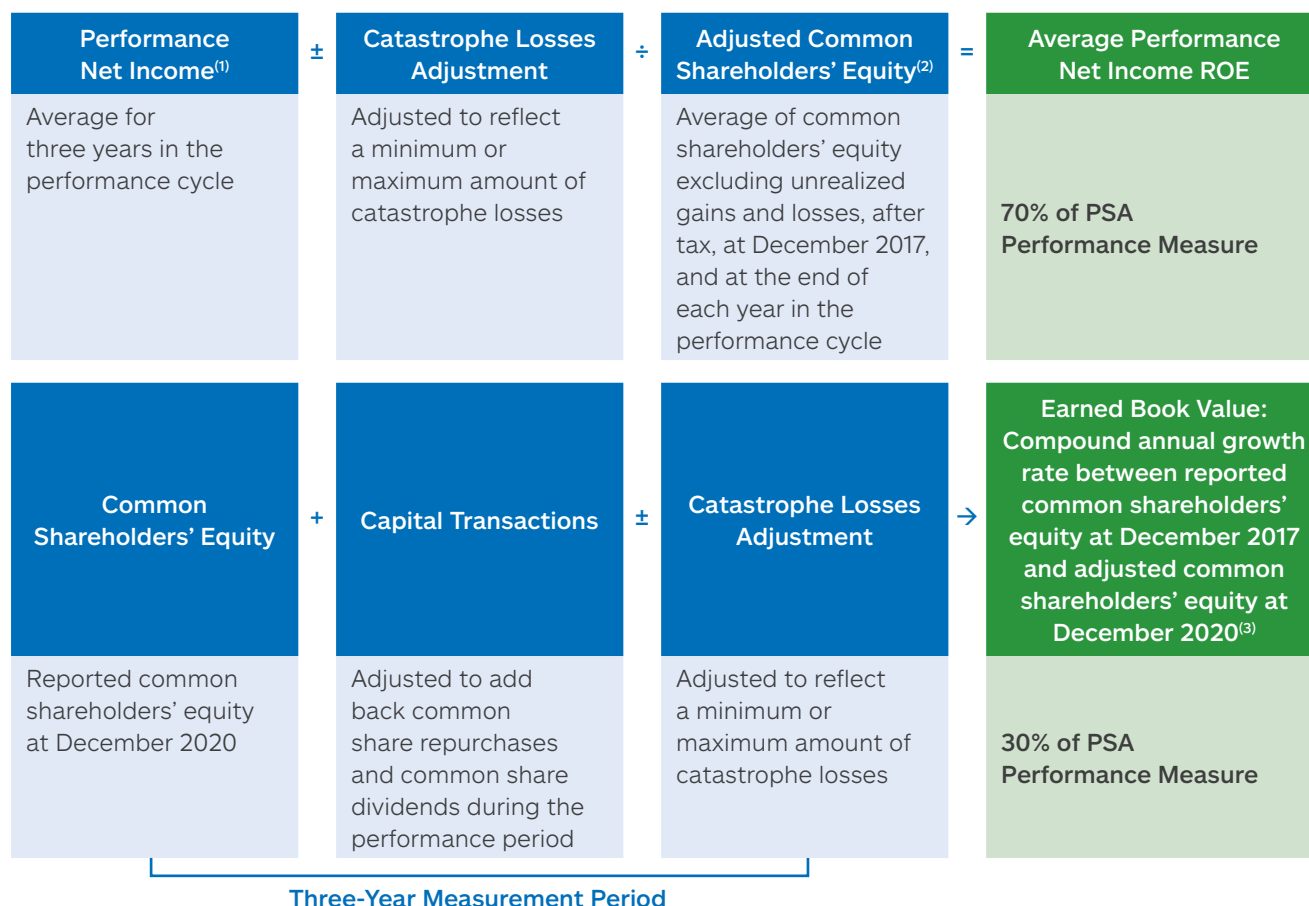 Performance
Net Income(1)
±
Catastrophe Losses
Adjustment
÷
Adjusted Common
Shareholders' Equity(2)
=
Average Performance
Net Income ROE
Average for
three years in the
performance cycle
Adjusted to reflect
a minimum or
maximum amount of
catastrophe losses
Average of common
shareholders' equity
excluding unrealized
gains and losses, after
tax, at December 2017,
and at the end of
each year in the
performance cycle
70% of PSA
Performance Measure
Common
Shareholders' Equity
+
Capital Transactions
±
Catastrophe Losses
Adjustment
→
Earned Book Value:
Compound annual growth
rate between reported
common shareholders'
equity at December 2017
and adjusted common
shareholders' equity at
December 2020(3)
Reported common
shareholders' equity
at December 2020
Adjusted to add
back common
share repurchases
and common share
dividends during the
performance period
Adjusted to reflect
a minimum or
maximum amount of
catastrophe losses
30% of PSA
Performance Measure
Three-Year Measurement Period